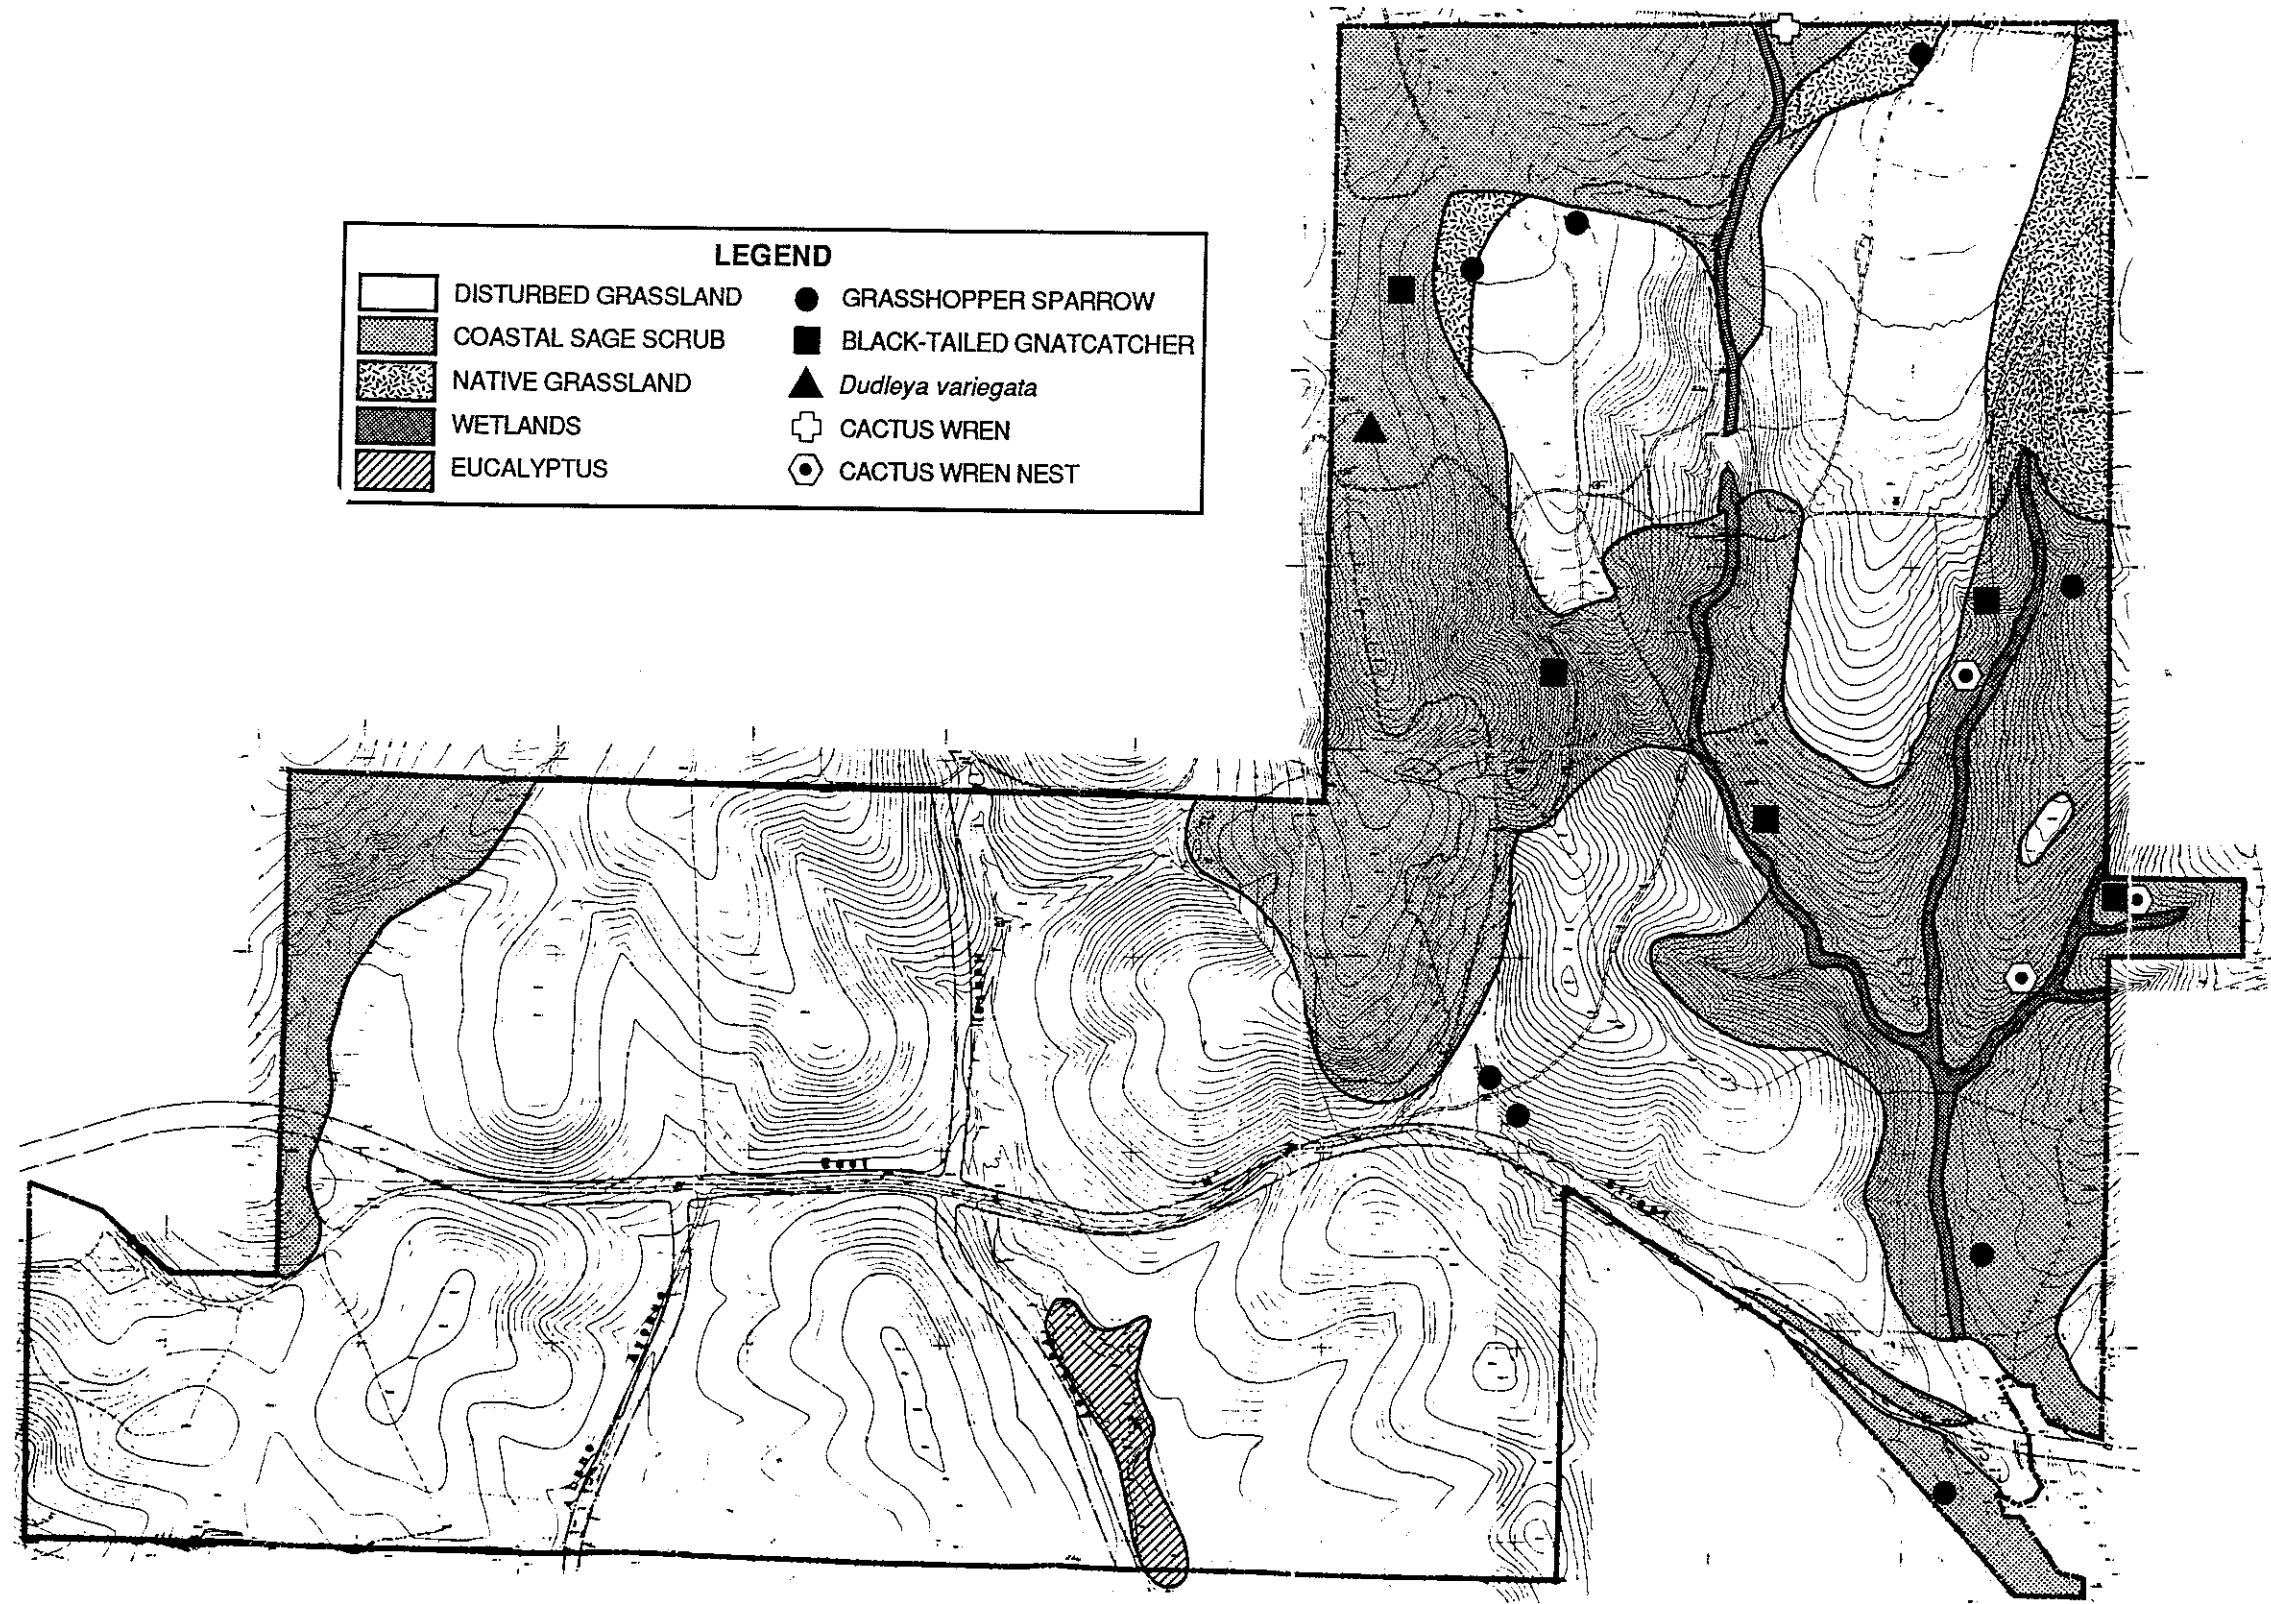 LEGEND
DISTURBED GRASSLAND
COASTAL SAGE SCRUB
NATIVE GRASSLAND
WETLANDS
EUCALYPTUS
GRASSHOPPER SPARROW
BLACK-TAILED GNATCATCHER
Dudleya variegata
CACTUS WREN
CACTUS WREN NEST